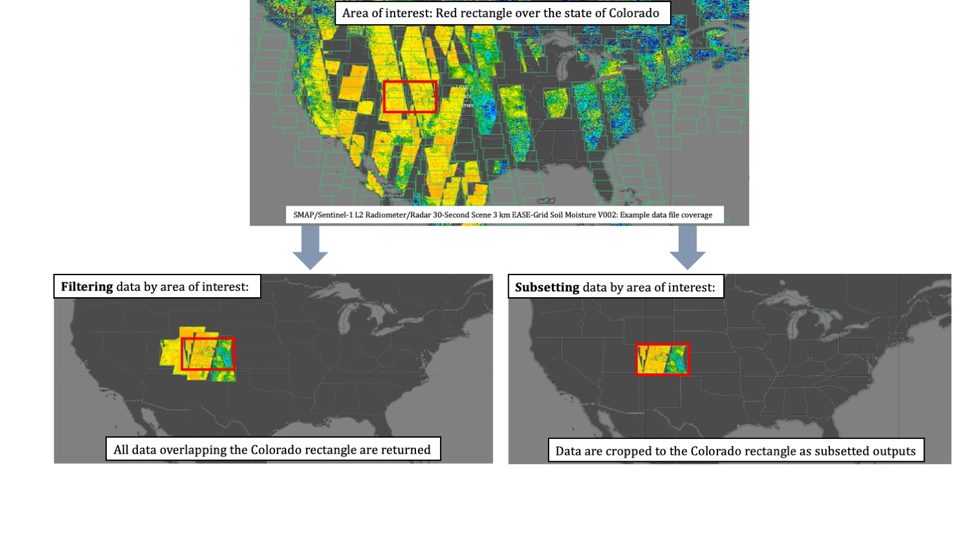 Area of interest: Red rectangle over the state of Colorado
SMAP/Sentinel-1 L2 Radiometer/Radar 30-Second Scene 3 km EASE-Grid Soil Moisture V002: Example data file coverage
Filtering data by area of interest:
Subsetting data by area of interest:
All data overlapping the Colorado rectangle are returned
Data are cropped to the Colorado rectangle as subsetted outputs